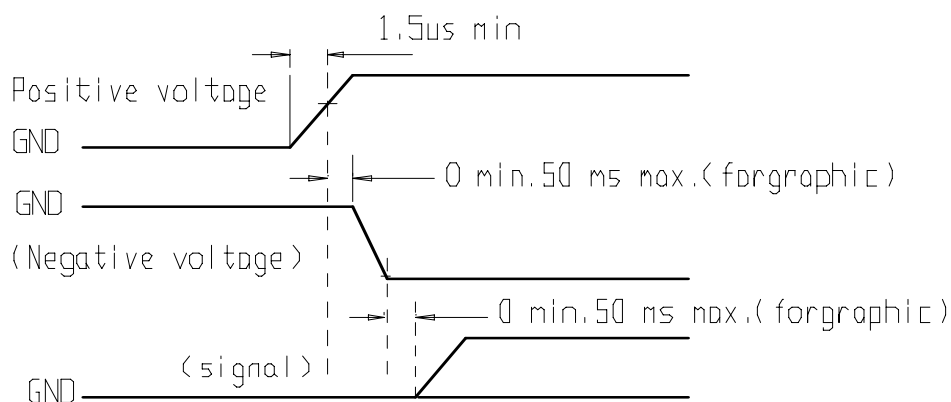 1.5us min
Positive voltage
GND
0 min.50 ms max.(forgraphic)
GND
(Negative voltage)
0 min.50 ms max.(forgraphic)
(signal)
GND